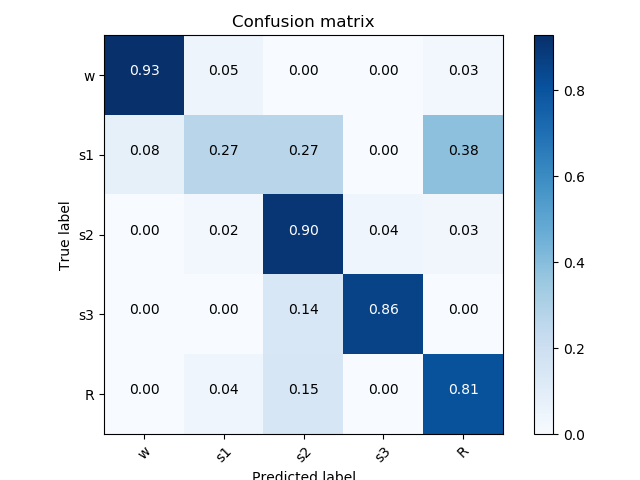 Confusion matrix
w 0.93 0.05 0.00 0.00 0.03
s1 0.08 0.27 0.27 0.00 0.38
s2 0.00 0.02 0.90 0.04 0.03
s3 0.00 0.00 0.14 0.86 0.00
R 0.00 0.04 0.15 0.00 0.81
w s1 s2 s3 R
True label
Predicted label
0.8
0.6
0.4
0.2
0.0